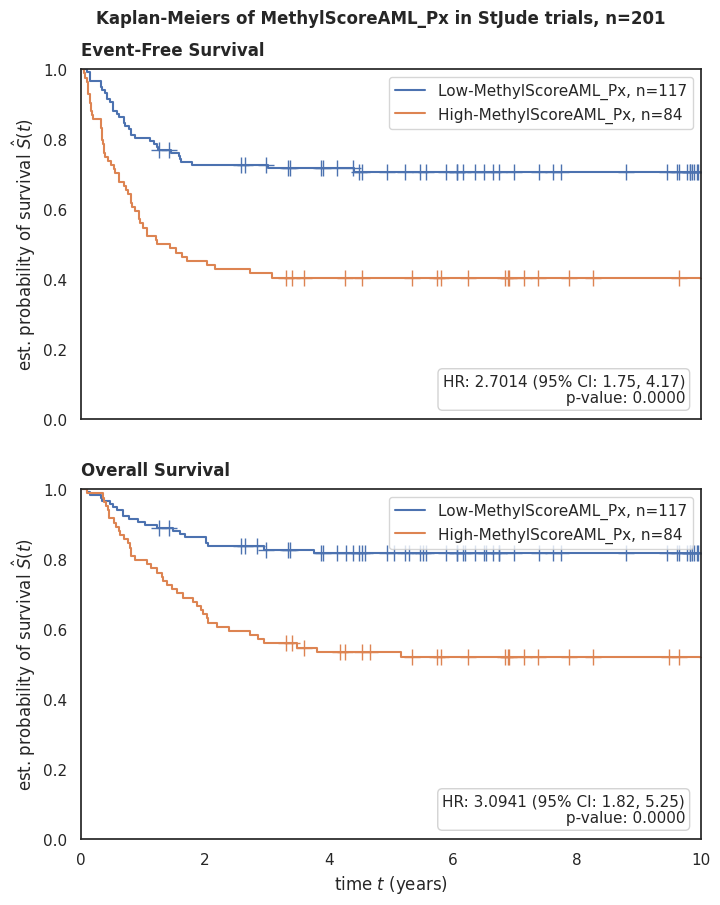 Kaplan-Meiers of MethylScoreAML_Px in StJude trials, n=201
Event-Free Survival
Low-MethylScoreAML_Px, n=117
High-MethylScoreAML_Px, n=84
est. probability of survival Ŝ(t)
1.0
0.8
0.6
0.4
0.2
0.0
HR: 2.7014 (95% CI: 1.75, 4.17)
p-value: 0.0000
Overall Survival
Low-MethylScoreAML_Px, n=117
High-MethylScoreAML_Px, n=84
est. probability of survival Ŝ(t)
1.0
0.8
0.6
0.4
0.2
0.0
HR: 3.0941 (95% CI: 1.82, 5.25)
p-value: 0.0000
0 2 4 6 8 10
time t (years)